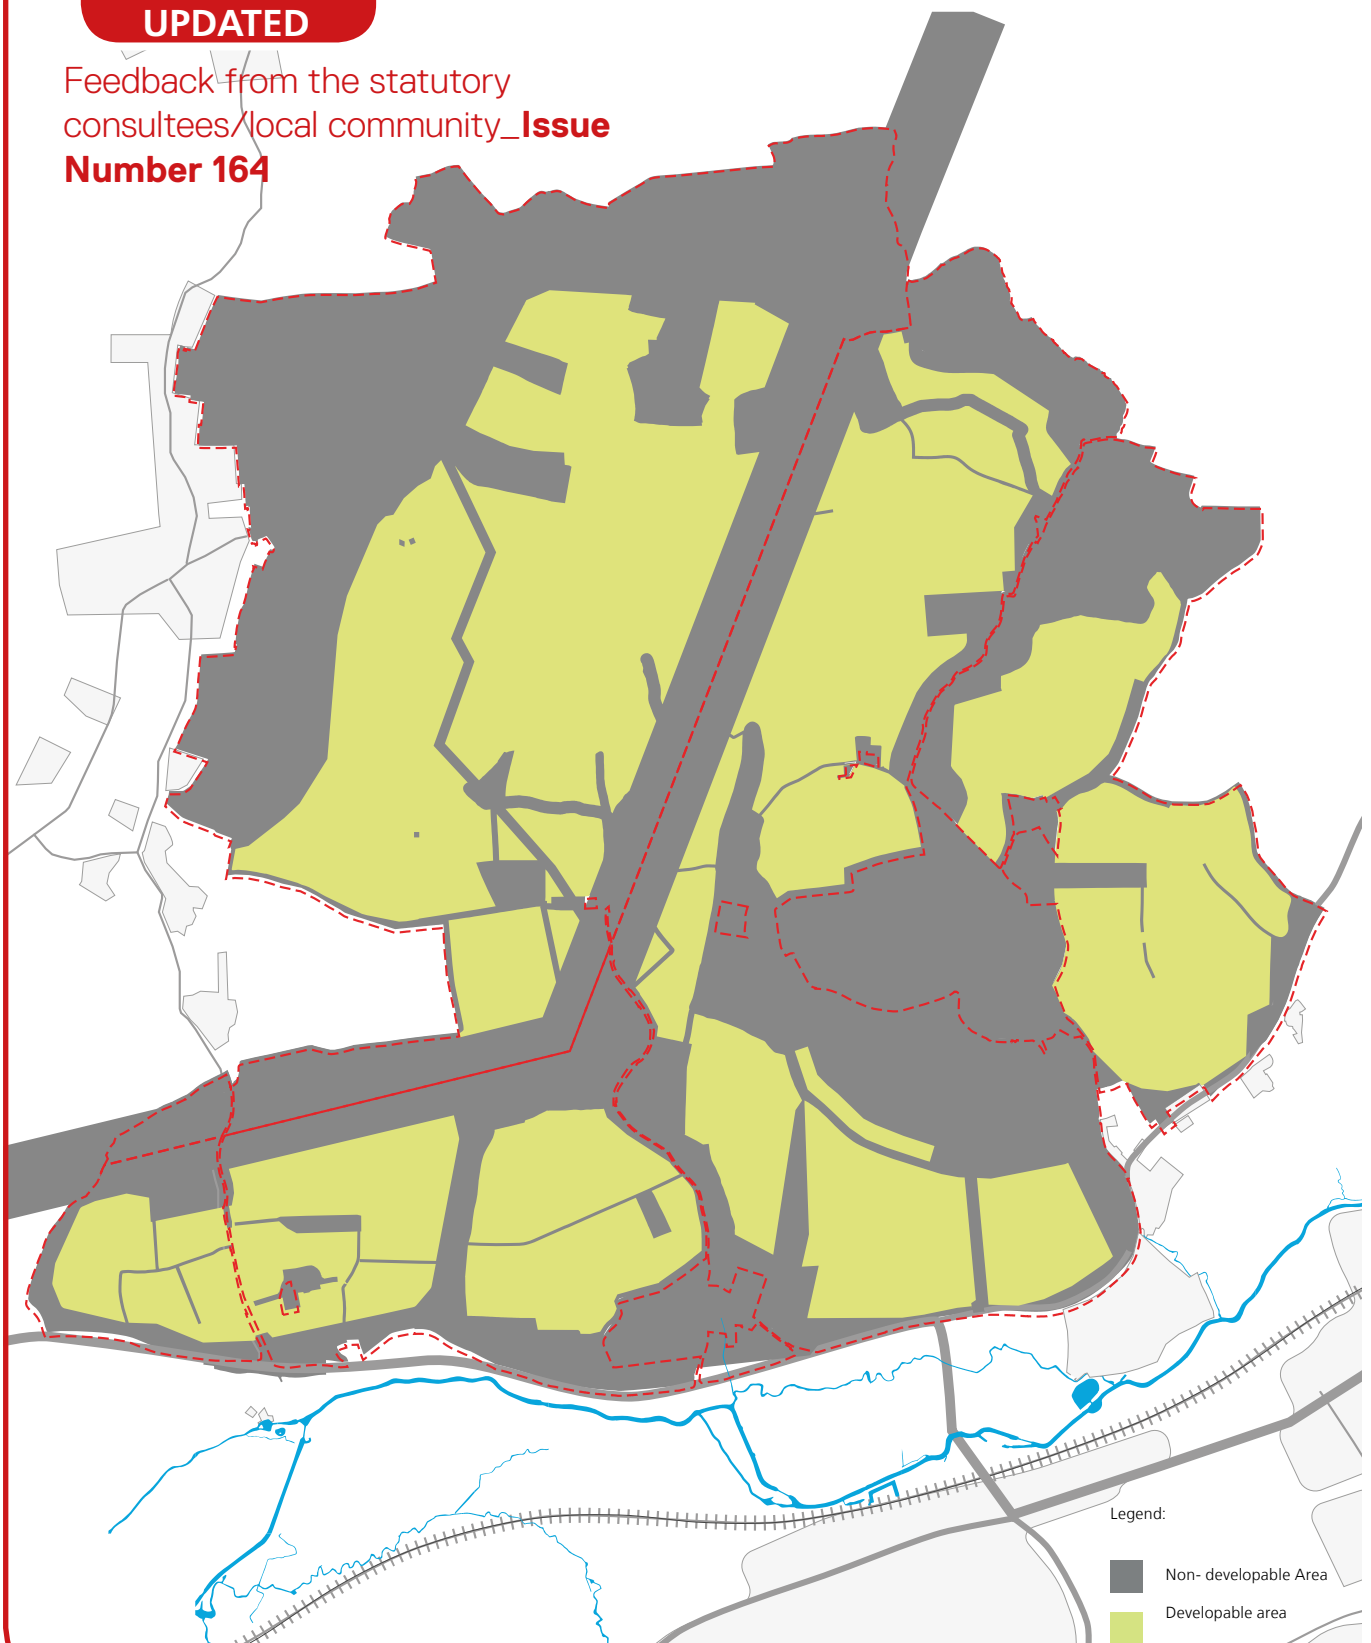 UPDATED
Feedback from the statutory
consultees/local community_Issue
Number 164
Legend:
Non- developable Area
Developable area